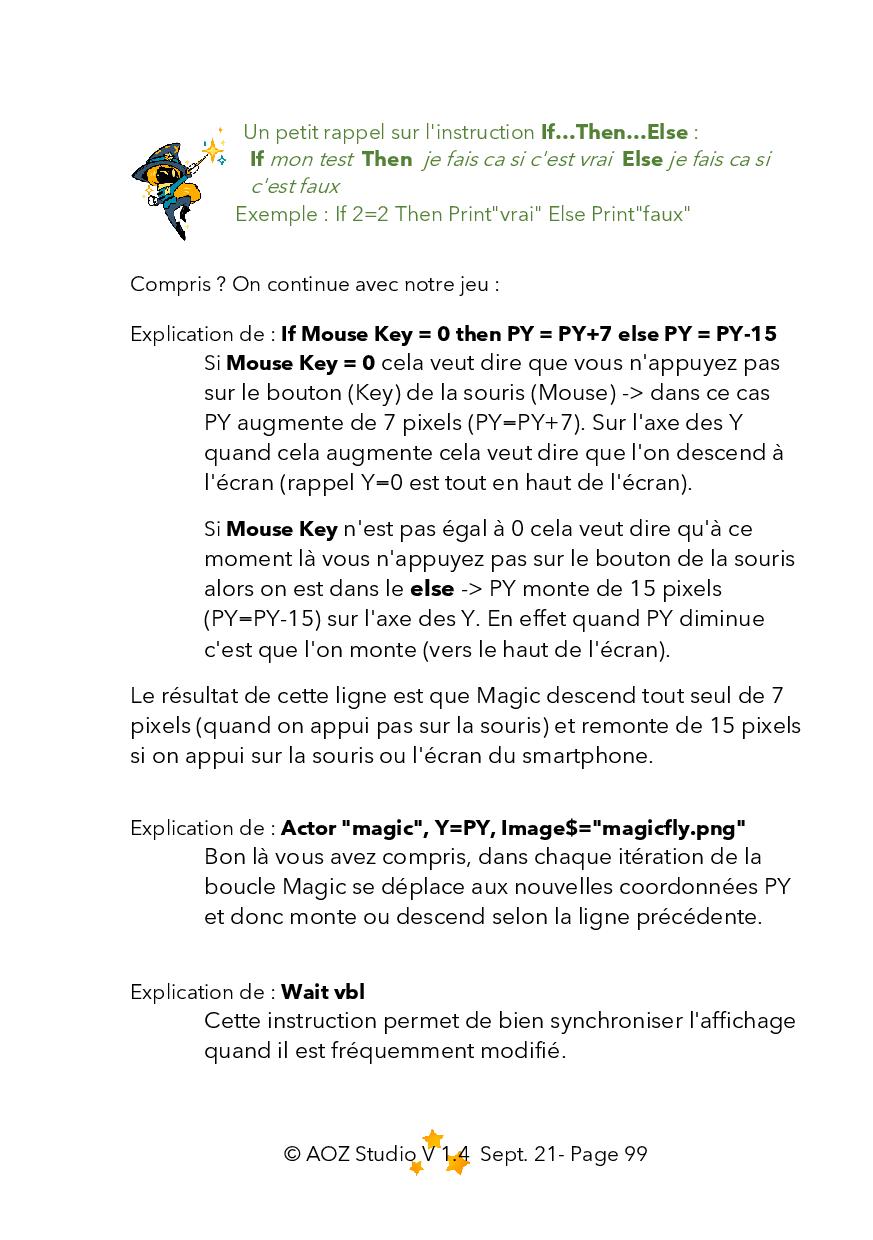 Un petit rappel sur l'instruction If...Then...Else :
If mon test Then je fais ca si c'est vrai Else je fais ca si
c'est faux
Exemple : If 2=2 Then Print"vrai" Else Print"faux"
Compris ? On continue avec notre jeu :
Explication de : If Mouse Key = 0 then PY = PY+7 else PY = PY-15
Si Mouse Key = 0 cela veut dire que vous n'appuyez pas
sur le bouton (Key) de la souris (Mouse) -> dans ce cas
PY augmente de 7 pixels (PY=PY+7). Sur l'axe des Y
quand cela augmente cela veut dire que l'on descend à
l'écran (rappel Y=0 est tout en haut de l'écran).
Si Mouse Key n'est pas égal à 0 cela veut dire qu'à ce
moment là vous n'appuyez pas sur le bouton de la souris
alors on est dans le else -> PY monte de 15 pixels
(PY=PY-15) sur l'axe des Y. En effet quand PY diminue
c'est que l'on monte (vers le haut de l'écran).
Le résultat de cette ligne est que Magic descend tout seul de 7
pixels (quand on appui pas sur la souris) et remonte de 15 pixels
si on appui sur la souris ou l'écran du smartphone.
Explication de : Actor "magic", Y=PY, Image$="magicfly.png"
Bon là vous avez compris, dans chaque itération de la
boucle Magic se déplace aux nouvelles coordonnées PY
et donc monte ou descend selon la ligne précédente.
Explication de : Wait vbl
Cette instruction permet de bien synchroniser l'affichage
quand il est fréquemment modifié.
© AOZ Studio V 1.4 Sept. 21- Page 99